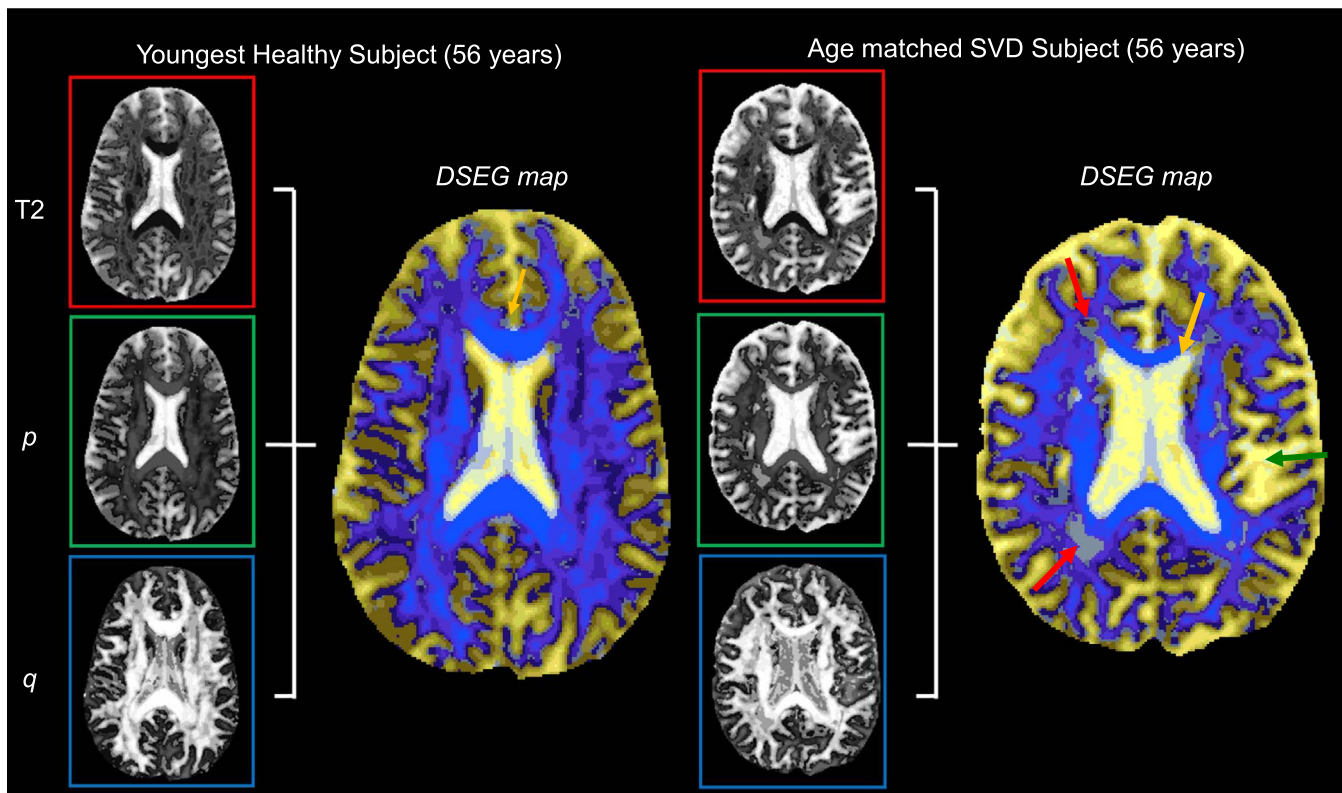 Youngest Healthy Subject (56 years)
Age matched SVD Subject (56 years)
DSEG map
DSEG map
T2
p
q